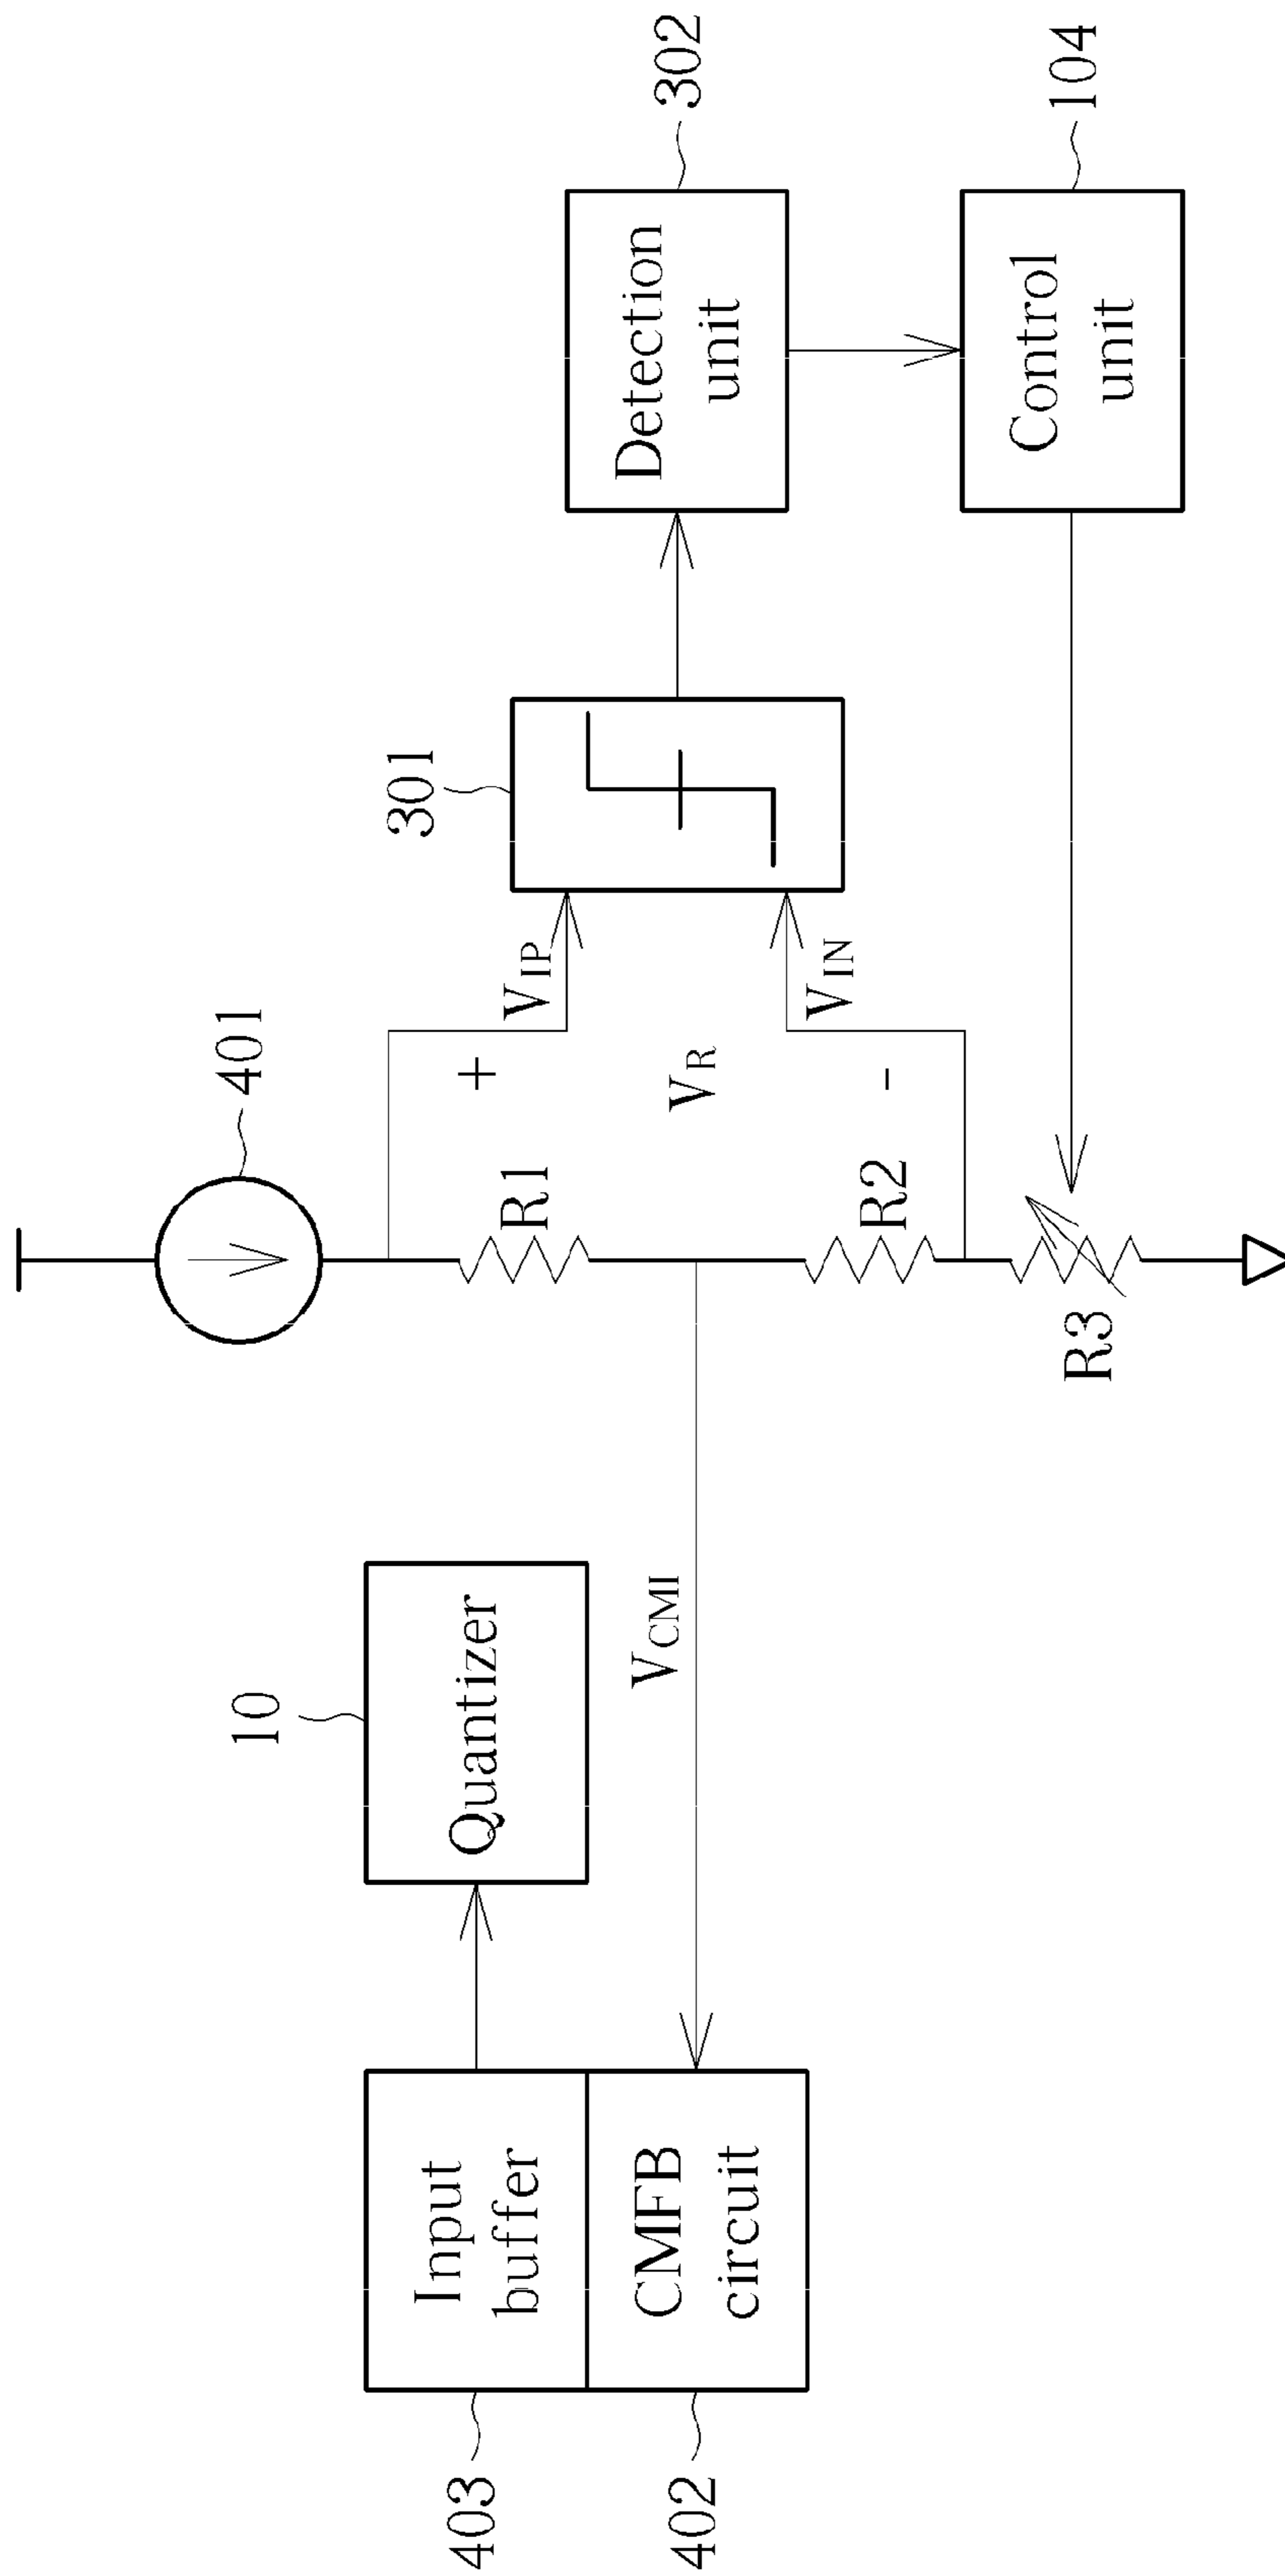 403
Input
buffer
402
CMFB
circuit
10
Quantizer
VCMI
401
R1
R2
R3
+
VR
-
VIP
VIN
301
302
Detection
unit
104
Control
unit